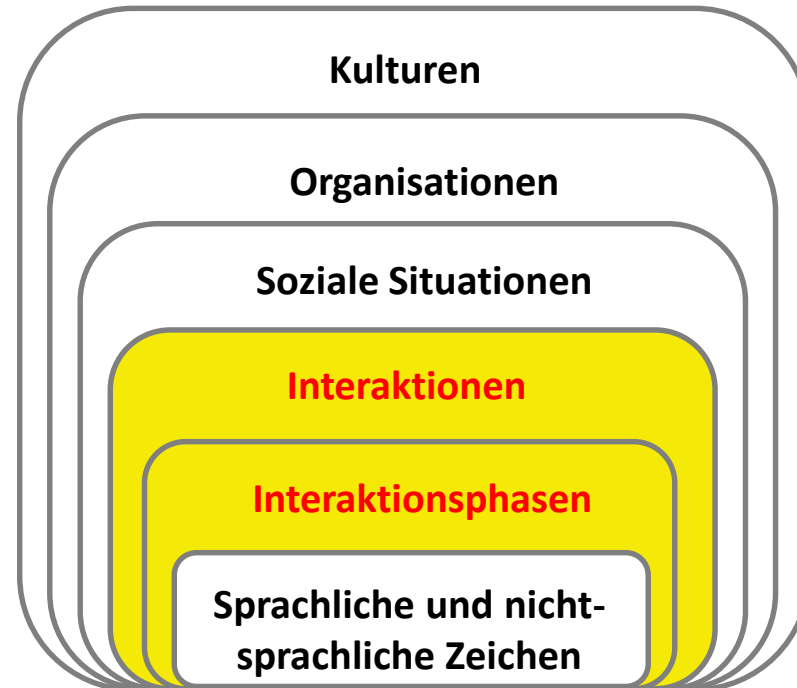 Kulturen
Organisationen
Soziale Situationen
Interaktionen
Interaktionsphasen
Sprachliche und nicht-
sprachliche Zeichen